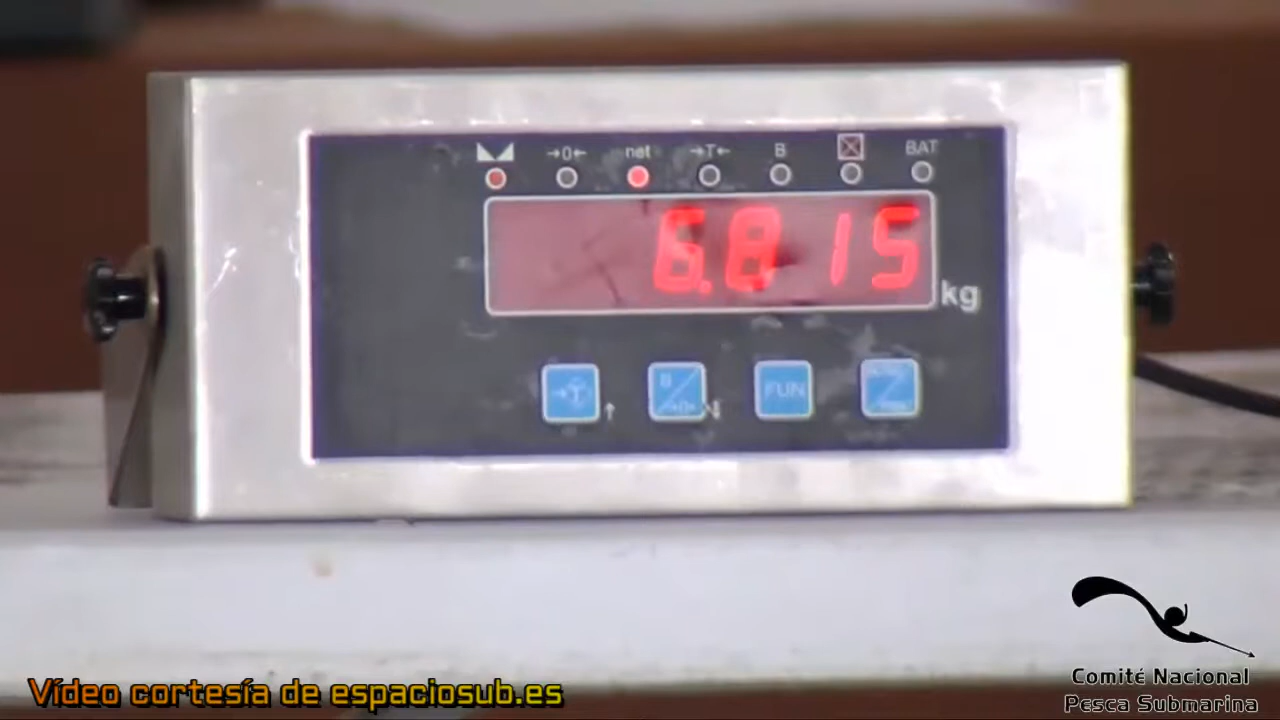 →0← net →T← B BAT
6.815
kg
FUN
Vídeo cortesía de espaciosub.es
Comité Nacional
Pesca Submarina